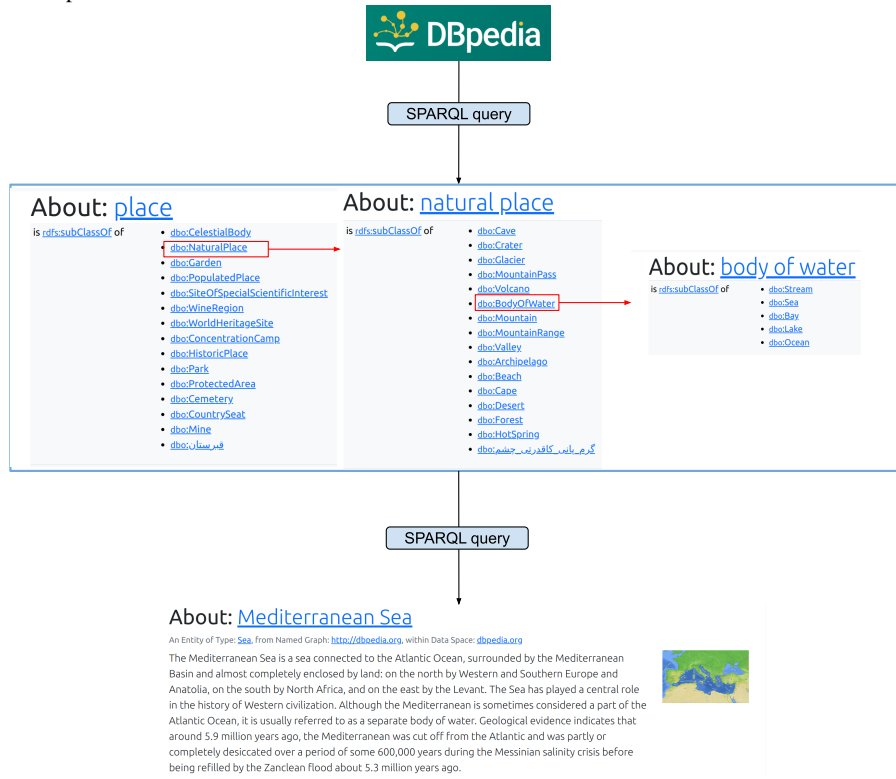 DBpedia
SPARQL query
About: place
is rdfs:subClassOf of
dbo:CelestialBody
dbo:NaturalPlace
dbo:Garden
dbo:PopulatedPlace
dbo:SiteOfSpecialScientificInterest
dbo:WineRegion
dbo:WorldHeritageSite
dbo:ConcentrationCamp
dbo:HistoricPlace
dbo:Park
dbo:ProtectedArea
dbo:Cemetery
dbo:CountrySeat
dbo:Mine
dbo:قبرستان
About: natural place
is rdfs:subClassOf of
dbo:Cave
dbo:Crater
dbo:Glacier
dbo:MountainPass
dbo:Volcano
dbo:BodyOfWater
dbo:Mountain
dbo:MountainRange
dbo:Valley
dbo:Archipelago
dbo:Beach
dbo:Cape
dbo:Desert
dbo:Forest
dbo:HotSpring
dbo:گرم_پانی_کاقدرتی_چشم
About: body of water
is rdfs:subClassOf of
dbo:Stream
dbo:Sea
dbo:Bay
dbo:Lake
dbo:Ocean
SPARQL query
About: Mediterranean Sea
An Entity of Type: Sea, from Named Graph: http://dbpedia.org, within Data Space: dbpedia.org
The Mediterranean Sea is a sea connected to the Atlantic Ocean, surrounded by the Mediterranean
Basin and almost completely enclosed by land: on the north by Western and Southern Europe and
Anatolia, on the south by North Africa, and on the east by the Levant. The Sea has played a central role
in the history of Western civilization. Although the Mediterranean is sometimes considered a part of the
Atlantic Ocean, it is usually referred to as a separate body of water. Geological evidence indicates that
around 5.9 million years ago, the Mediterranean was cut off from the Atlantic and was partly or
completely desiccated over a period of some 600,000 years during the Messinian salinity crisis before
being refilled by the Zanclean flood about 5.3 million years ago.